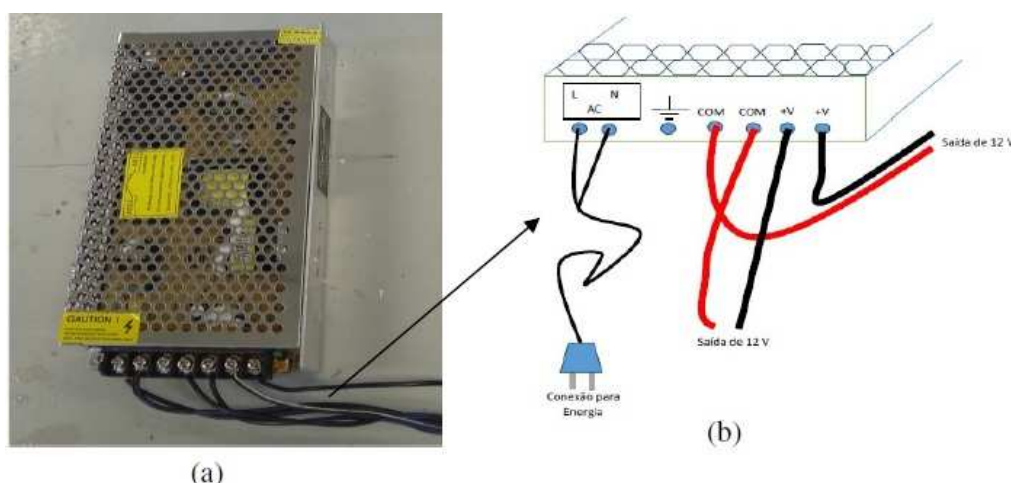 CAUTION !
L N
AC
COM COM +V +V
Saída de 12 V
Saída de 12 V
Conexão para
Energia
(a)
(b)